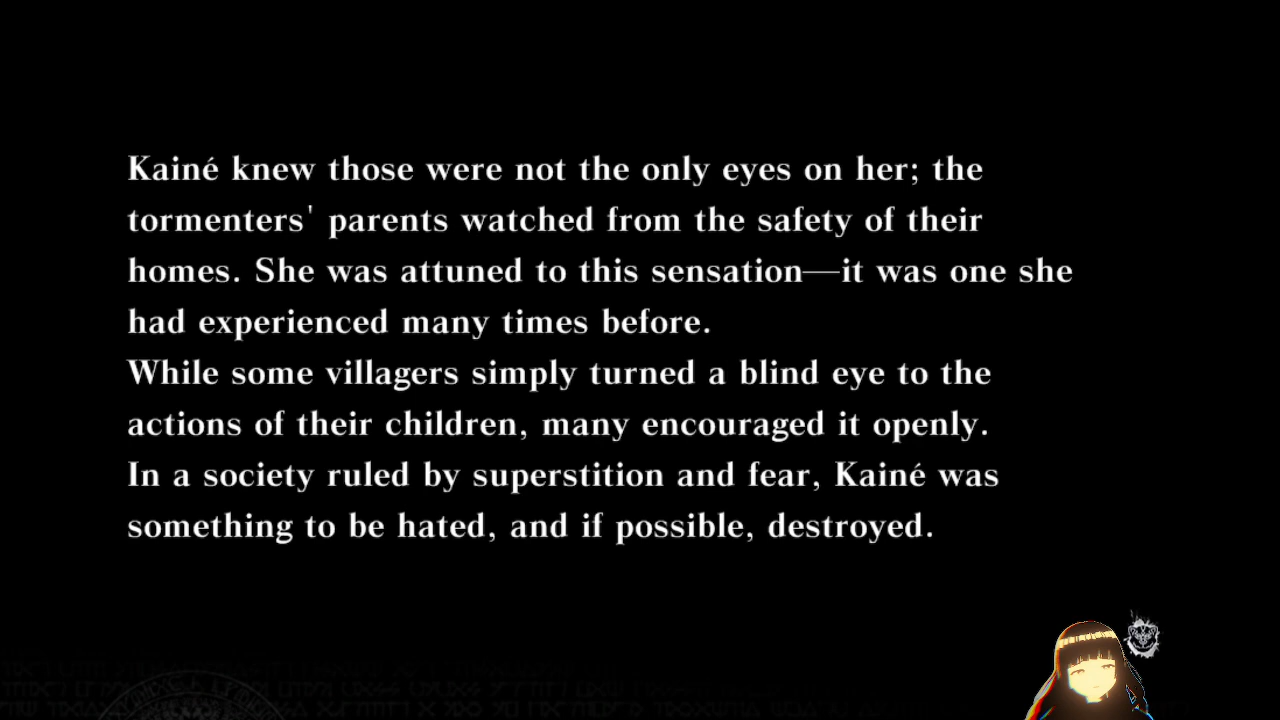 Kainé knew those were not the only eyes on her; the
tormenters' parents watched from the safety of their
homes. She was attuned to this sensation—it was one she
had experienced many times before.
While some villagers simply turned a blind eye to the
actions of their children, many encouraged it openly.
In a society ruled by superstition and fear, Kainé was
something to be hated, and if possible, destroyed.